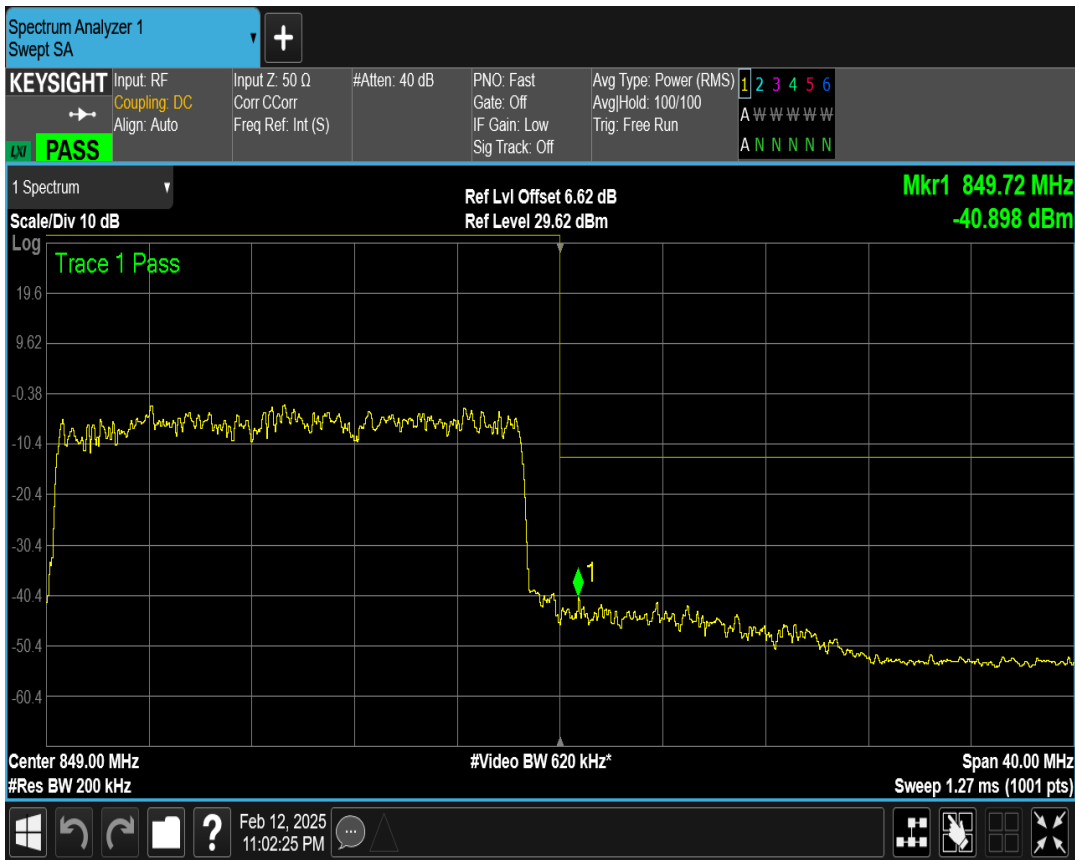 Spectrum Analyzer 1
Swept SA
+
KEYSIGHT
LXI PASS
Input: RF
Coupling: DC
Align: Auto
Input Z: 50 Ω
Corr CCorr
Freq Ref: Int (S)
#Atten: 40 dB
PNO: Fast
Gate: Off
IF Gain: Low
Sig Track: Off
Avg Type: Power (RMS)
Avg|Hold: 100/100
Trig: Free Run
1 2 3 4 5 6
A W W W W W
A N N N N N
1 Spectrum
Scale/Div 10 dB
Ref Lvl Offset 6.62 dB
Ref Level 29.62 dBm
Mkr1 849.72 MHz
-40.898 dBm
Log
Trace 1 Pass
19.6
9.62
-0.38
-10.4
-20.4
-30.4
-40.4
-50.4
-60.4
1
Center 849.00 MHz
#Video BW 620 kHz*
Span 40.00 MHz
#Res BW 200 kHz
Sweep 1.27 ms (1001 pts)
?
Feb 12, 2025
11:02:25 PM